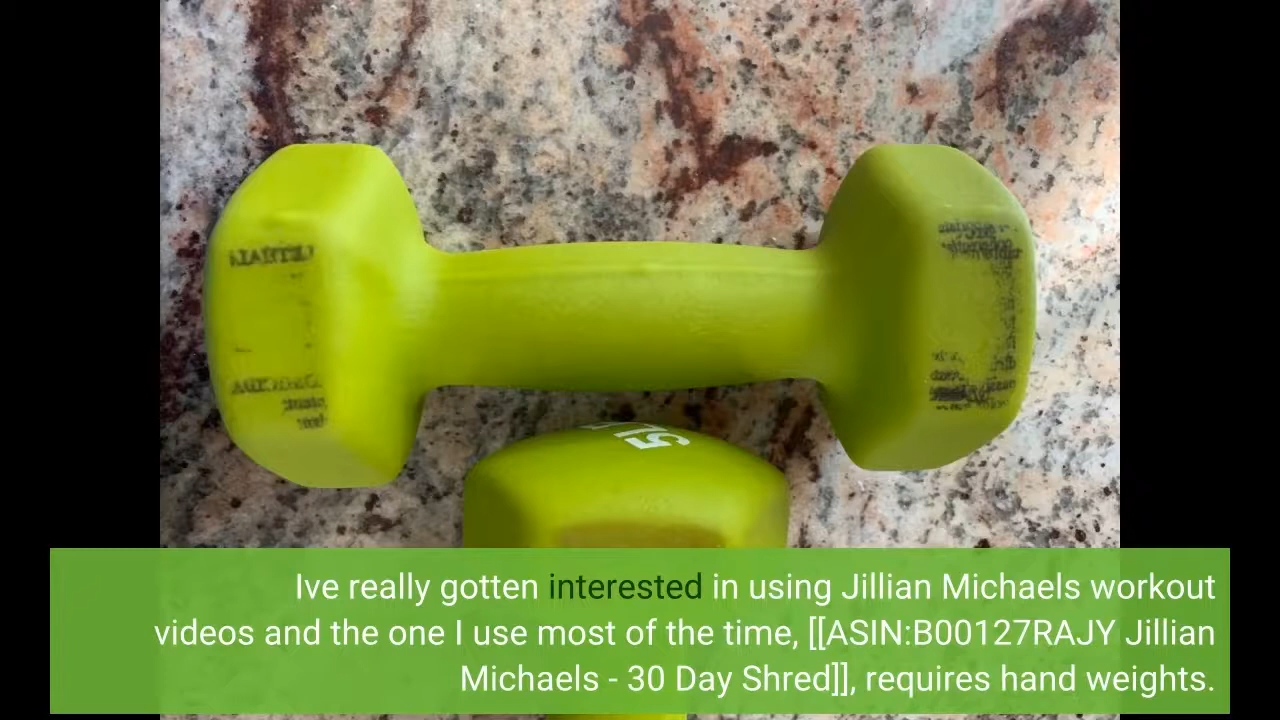 5L
Ive really gotten interested in using Jillian Michaels workout
videos and the one I use most of the time, [[ASIN:B00127RAJY Jillian
Michaels - 30 Day Shred]], requires hand weights.